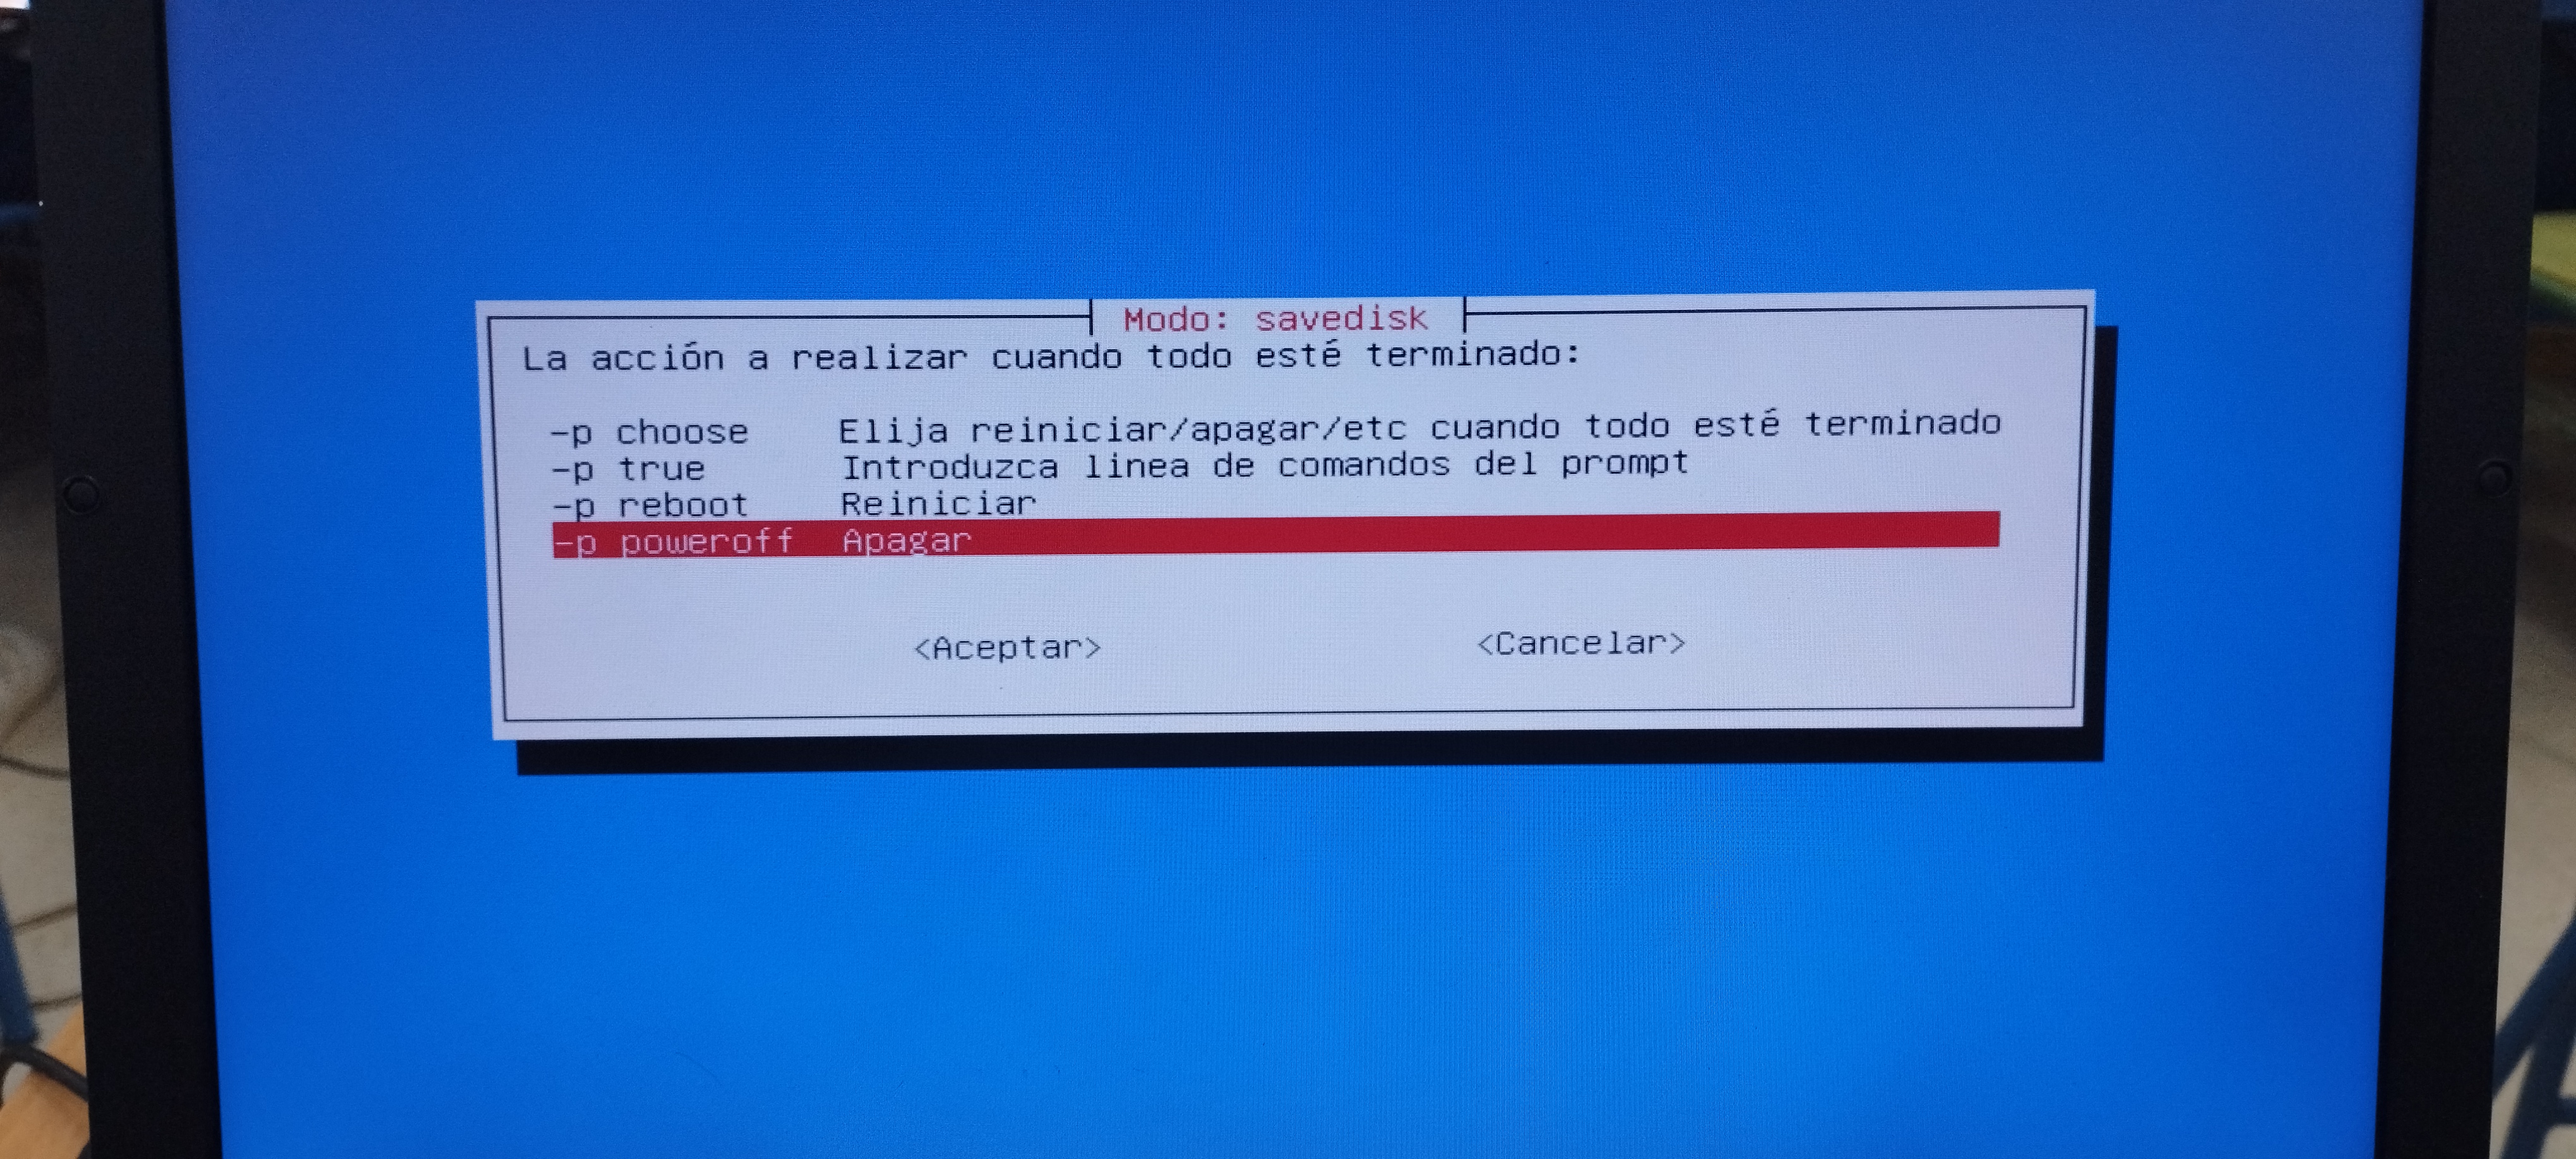 Modo: savedisk
La acción a realizar cuando todo esté terminado:
-p choose Elija reiniciar/apagar/etc cuando todo esté terminado
-p true Introduzca linea de comandos del prompt
-p reboot Reiniciar
-p poweroff Apagar
<Aceptar> <Cancelar>